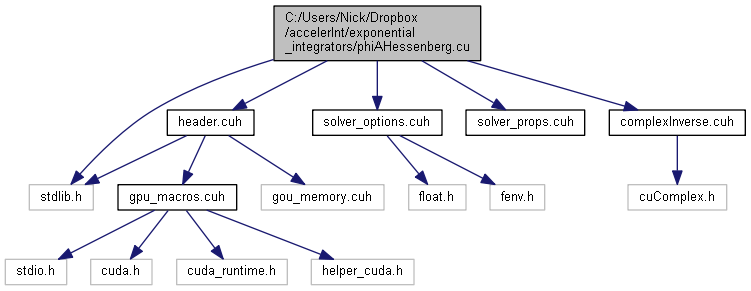 C:/Users/Nick/Dropbox
/accelerInt/exponential
_integrators/phiAHessenberg.cu
header.cuh
solver_options.cuh
solver_props.cuh
complexInverse.cuh
stdlib.h
gpu_macros.cuh
gou_memory.cuh
float.h
fenv.h
cuComplex.h
stdio.h
cuda.h
cuda_runtime.h
helper_cuda.h